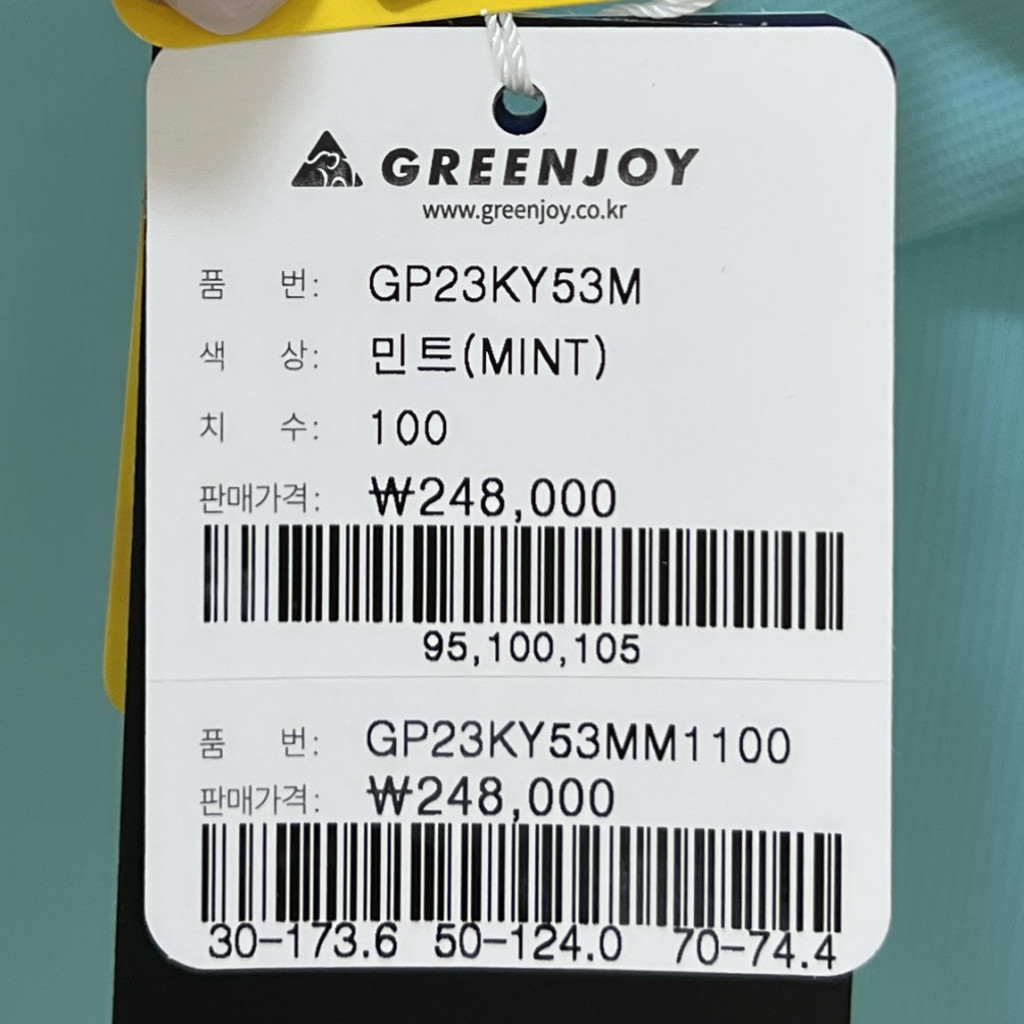 GREENJOY
www.greenjoy.co.kr
품 번: GP23KY53M
색 상: 민트(MINT)
치 수: 100
판매가격: ₩248,000
95,100,105
품 번: GP23KY53MM1100
판매가격: ₩248,000
30-173.6 50-124.0 70-74.4